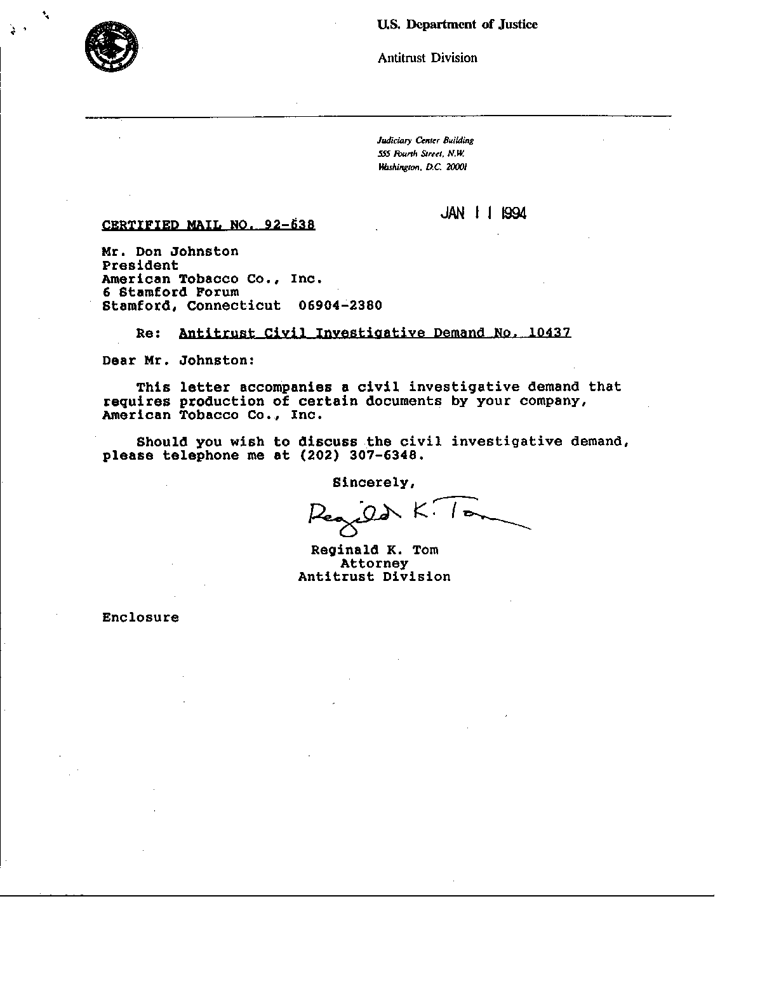 U.S. Department of Justice
Antitrust Division
Judiciary Center Building
555 Fourth Street, N.W.
Washington, D.C. 20001
JAN 11 1994
CERTIFIED MAIL NO. 92-638
Mr. Don Johnston
President
American Tobacco Co., Inc.
6 Stamford Forum
Stamford, Connecticut 06904-2380
Re: Antitrust Civil Investigative Demand No. 10437
Dear Mr. Johnston:
This letter accompanies a civil investigative demand that
requires production of certain documents by your company,
American Tobacco Co., Inc.
Should you wish to discuss the civil investigative demand,
please telephone me at (202) 307-6348.
Sincerely,
Reginald K. Tom
Reginald K. Tom
Attorney
Antitrust Division
Enclosure